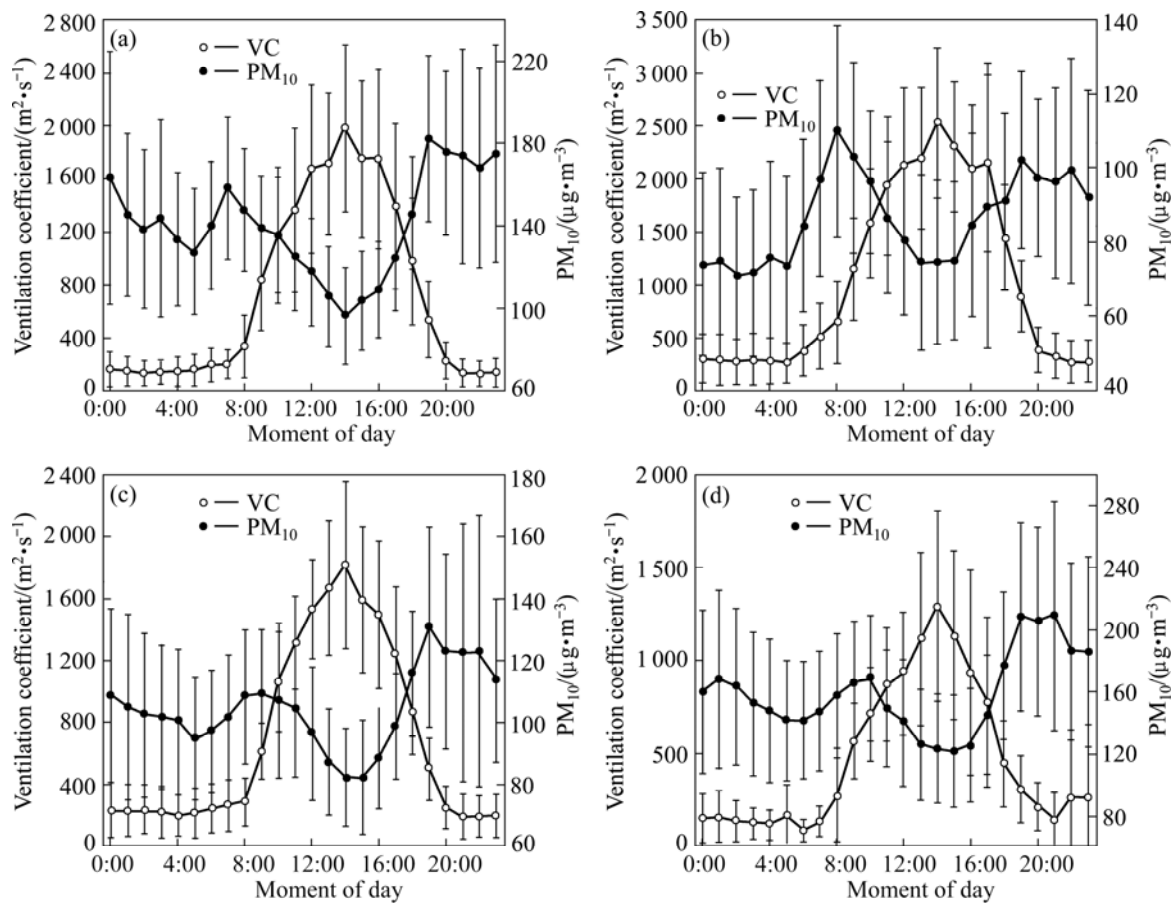 (a)
VC
PM10
Ventilation coefficient/(m²•s⁻¹)
2 800
2 400
2 000
1 600
1 200
800
400
0
PM10/(μg•m⁻³)
220
180
140
100
60
0:00 4:00 8:00 12:00 16:00 20:00
Moment of day
(b)
VC
PM10
Ventilation coefficient/(m²•s⁻¹)
3 500
3 000
2 500
2 000
1 500
1 000
500
0
PM10/(μg•m⁻³)
140
120
100
80
60
40
0:00 4:00 8:00 12:00 16:00 20:00
Moment of day
(c)
VC
PM10
Ventilation coefficient/(m²•s⁻¹)
2 400
2 000
1 600
1 200
800
400
0
PM10/(μg•m⁻³)
180
160
140
120
100
80
60
0:00 4:00 8:00 12:00 16:00 20:00
Moment of day
(d)
VC
PM10
Ventilation coefficient/(m²•s⁻¹)
2 000
1 500
1 000
500
0
PM10/(μg•m⁻³)
280
240
200
160
120
80
0:00 4:00 8:00 12:00 16:00 20:00
Moment of day